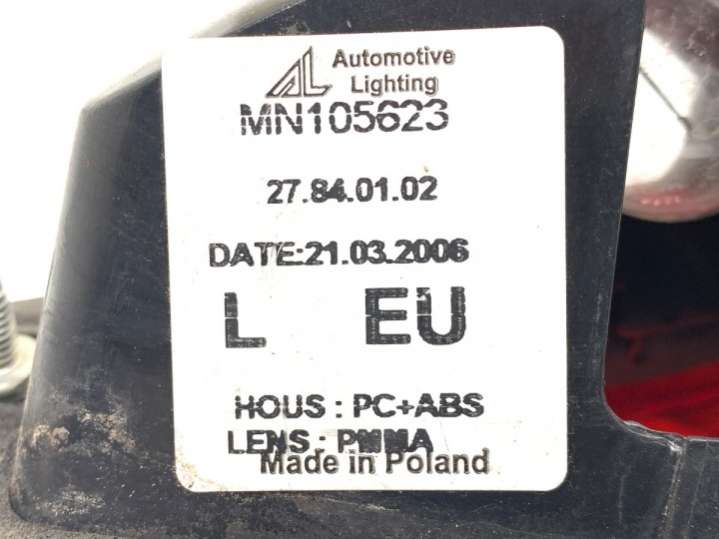 AL Automotive
Lighting
MN105623
27.84.01.02
DATE:21.03.2006
L EU
HOUS : PC+ABS
LENS : PMMA
Made in Poland